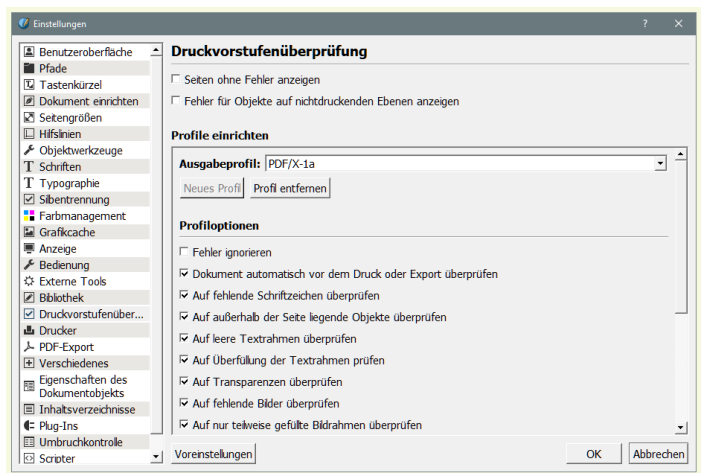 Einstellungen
Benutzeroberfläche
Pfade
Tastenkürzel
Dokument einrichten
Seitengrößen
Hilfslinien
Objektwerkzeuge
Schriften
Typographie
Silbentrennung
Farbmanagement
Grafikcache
Anzeige
Bedienung
Externe Tools
Bibliothek
Druckvorstufenüber...
Drucker
PDF-Export
Verschiedenes
Eigenschaften des
Dokumentobjekts
Inhaltsverzeichnisse
Plug-Ins
Umbruchkontrolle
Scripter
Druckvorstufenüberprüfung
Seiten ohne Fehler anzeigen
Fehler für Objekte auf nichtdruckenden Ebenen anzeigen
Profile einrichten
Ausgabeprofil: PDF/X-1a
Neues Profil Profil entfernen
Profiloptionen
Fehler ignorieren
Dokument automatisch vor dem Druck oder Export überprüfen
Auf fehlende Schriftzeichen überprüfen
Auf außerhalb der Seite liegende Objekte überprüfen
Auf leere Textrahmen überprüfen
Auf Überfüllung der Textrahmen prüfen
Auf Transparenzen überprüfen
Auf fehlende Bilder überprüfen
Auf nur teilweise gefüllte Bildrahmen überprüfen
Voreinstellungen OK Abbrechen